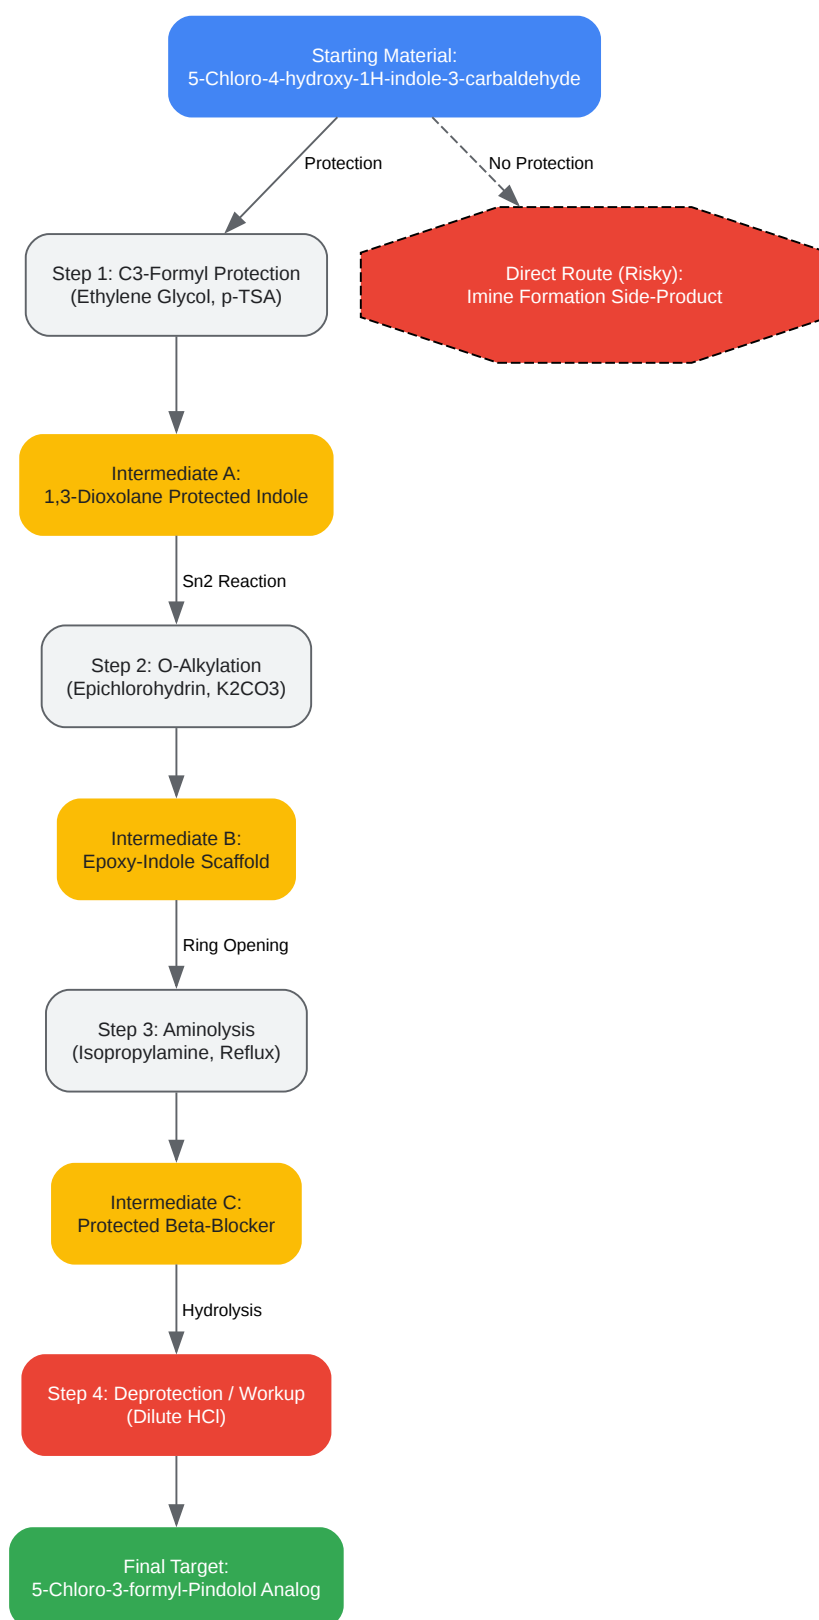 Starting Material:
5-Chloro-4-hydroxy-1H-indole-3-carbaldehyde
Protection
No Protection
Step 1: C3-Formyl Protection
(Ethylene Glycol, p-TSA)
Direct Route (Risky):
Imine Formation Side-Product
Intermediate A:
1,3-Dioxolane Protected Indole
Sn2 Reaction
Step 2: O-Alkylation
(Epichlorohydrin, K2CO3)
Intermediate B:
Epoxy-Indole Scaffold
Ring Opening
Step 3: Aminolysis
(Isopropylamine, Reflux)
Intermediate C:
Protected Beta-Blocker
Hydrolysis
Step 4: Deprotection / Workup
(Dilute HCl)
Final Target:
5-Chloro-3-formyl-Pindolol Analog